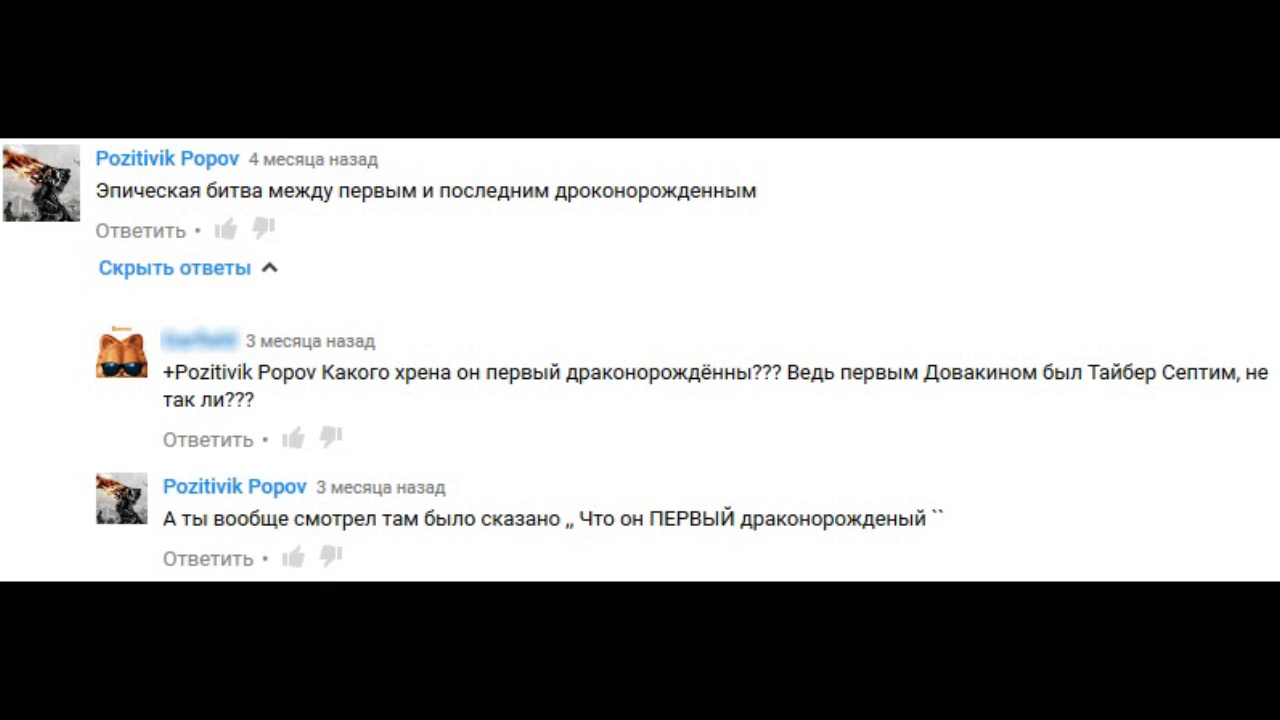 Pozitivik Popov 4 месяца назад
Эпическая битва между первым и последним дроконорожденным
Ответить •
Скрыть ответы
3 месяца назад
+Pozitivik Popov Какого хрена он первый драконорождённы??? Ведь первым Довакином был Тайбер Септим, не
так ли???
Ответить •
Pozitivik Popov 3 месяца назад
А ты вообще смотрел там было сказано ,, Что он ПЕРВЫЙ драконорожденый ``
Ответить •